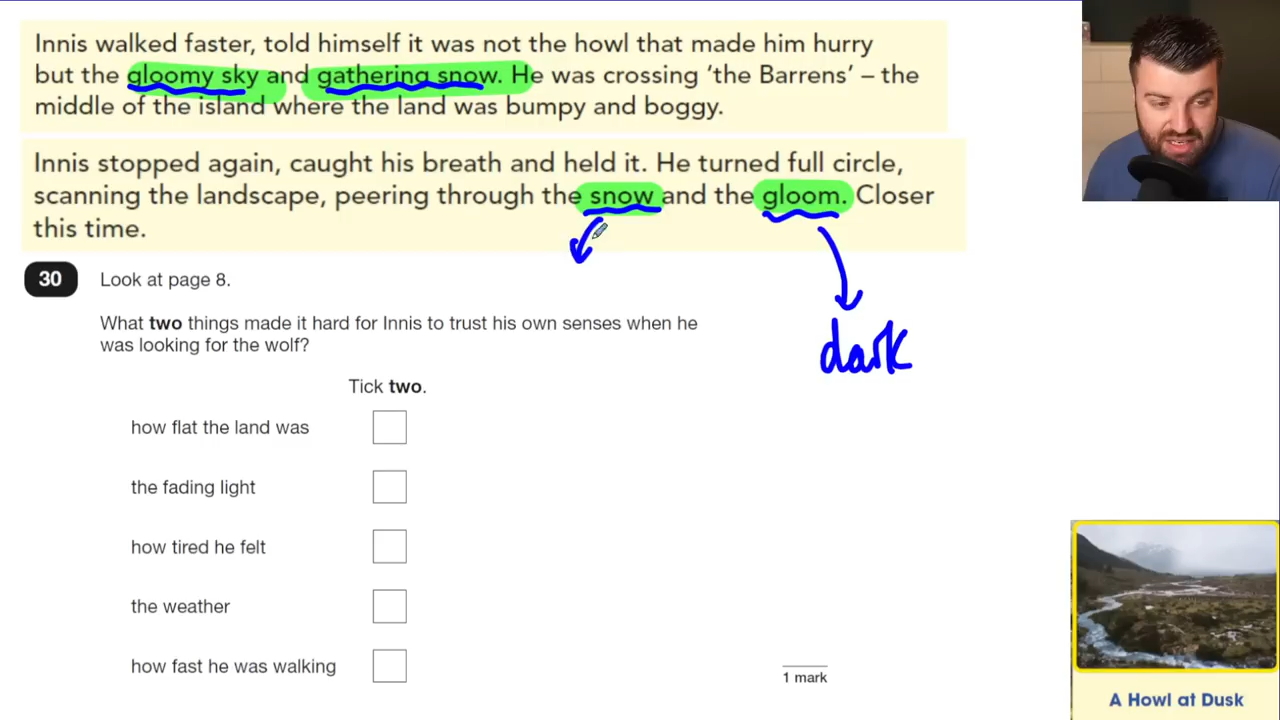 Innis walked faster, told himself it was not the howl that made him hurry
but the gloomy sky and gathering snow. He was crossing ‘the Barrens’ – the
middle of the island where the land was bumpy and boggy.
Innis stopped again, caught his breath and held it. He turned full circle,
scanning the landscape, peering through the snow and the gloom. Closer
this time.
dark
30 Look at page 8.
What two things made it hard for Innis to trust his own senses when he
was looking for the wolf?
Tick two.
how flat the land was
the fading light
how tired he felt
the weather
how fast he was walking
1 mark
A Howl at Dusk